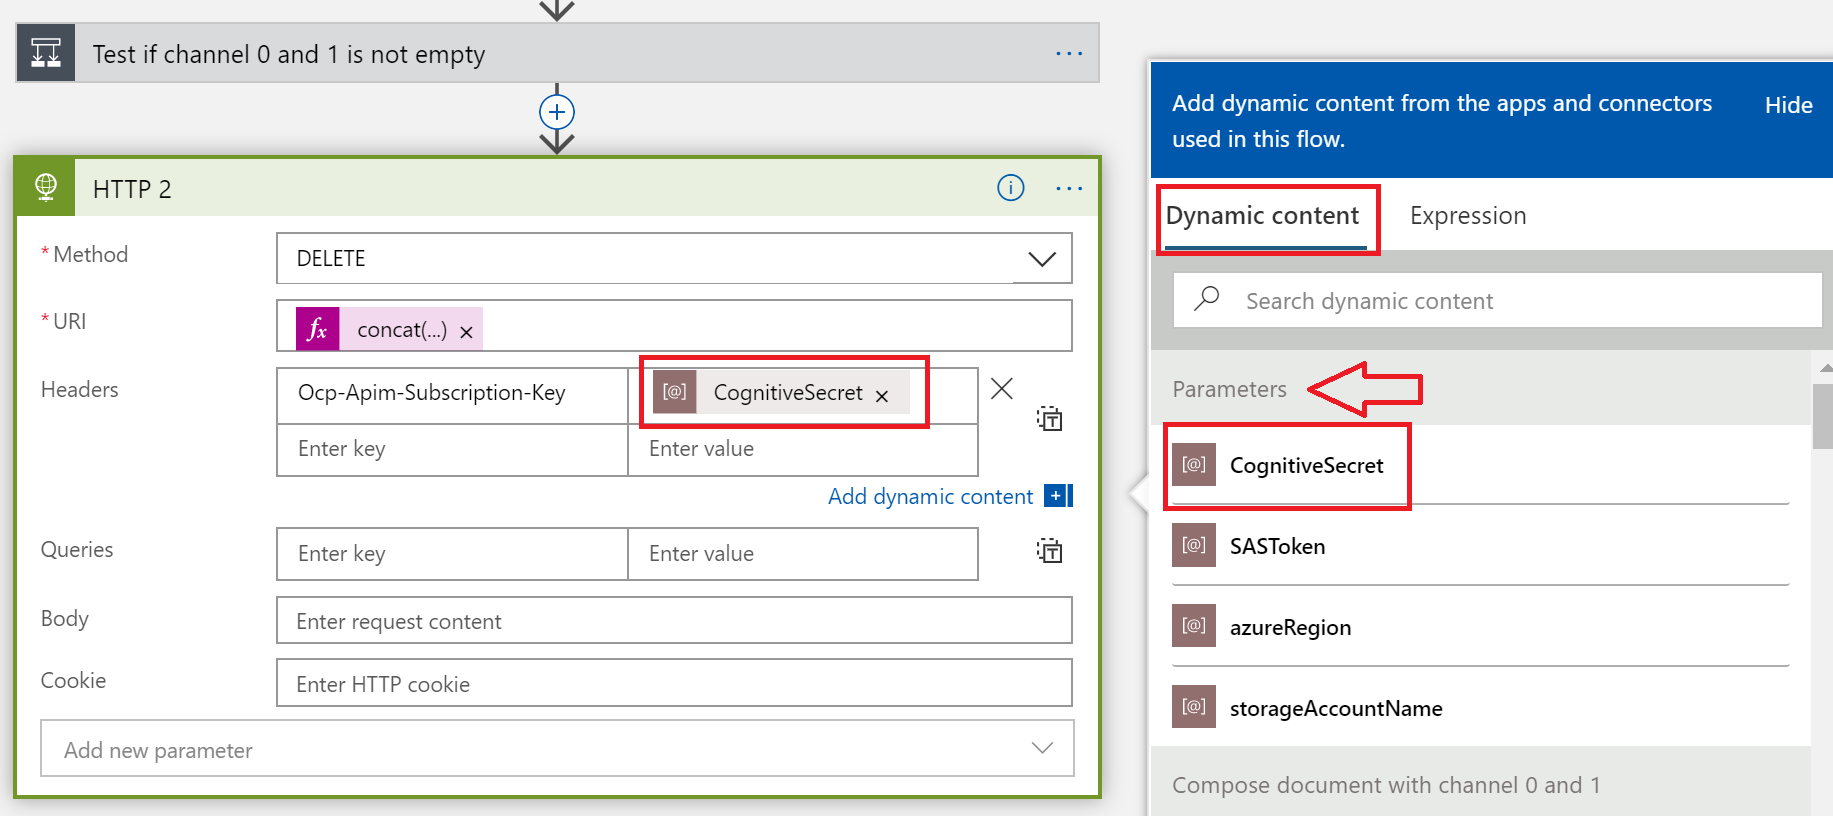 Test if channel 0 and 1 is not empty
...
HTTP 2
...
* Method
DELETE
* URI
fx concat(...) ×
Headers
Ocp-Apim-Subscription-Key
[@] CognitiveSecret ×
Enter key
Enter value
Add dynamic content
Queries
Enter key
Enter value
Body
Enter request content
Cookie
Enter HTTP cookie
Add new parameter
Add dynamic content from the apps and connectors
used in this flow.
Hide
Dynamic content
Expression
Search dynamic content
Parameters
[@] CognitiveSecret
[@] SASToken
[@] azureRegion
[@] storageAccountName
Compose document with channel 0 and 1